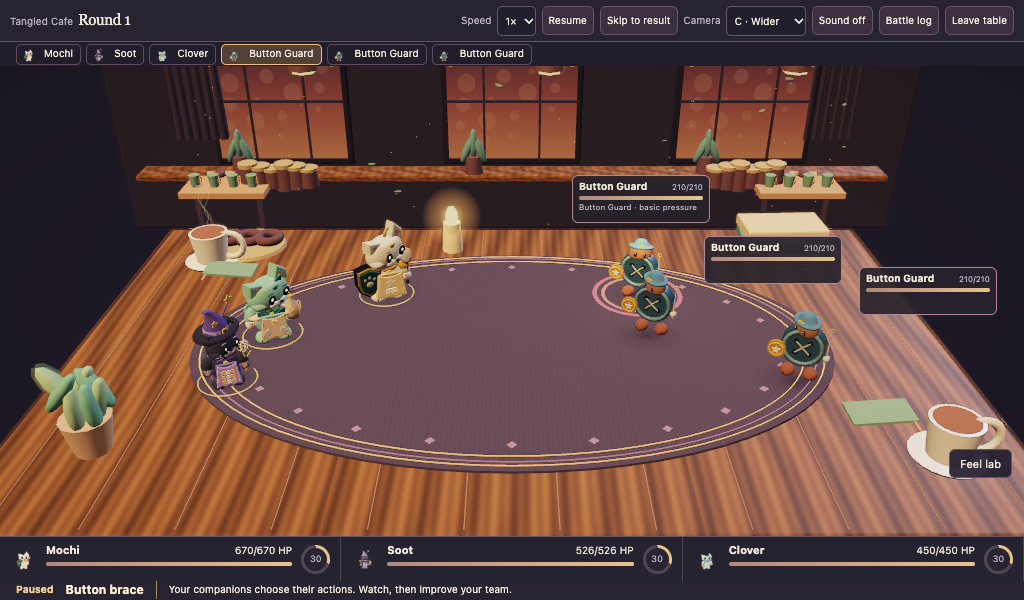 Tangled Cafe Round 1
Speed 1x Resume Skip to result Camera C · Wider Sound off Battle log Leave table
Mochi Soot Clover Button Guard Button Guard Button Guard
Button Guard 210/210
Button Guard · basic pressure
Button Guard 210/210
Button Guard 210/210
Feel lab
Mochi 670/670 HP 30
Soot 526/526 HP 30
Clover 450/450 HP 30
Paused Button brace Your companions choose their actions. Watch, then improve your team.